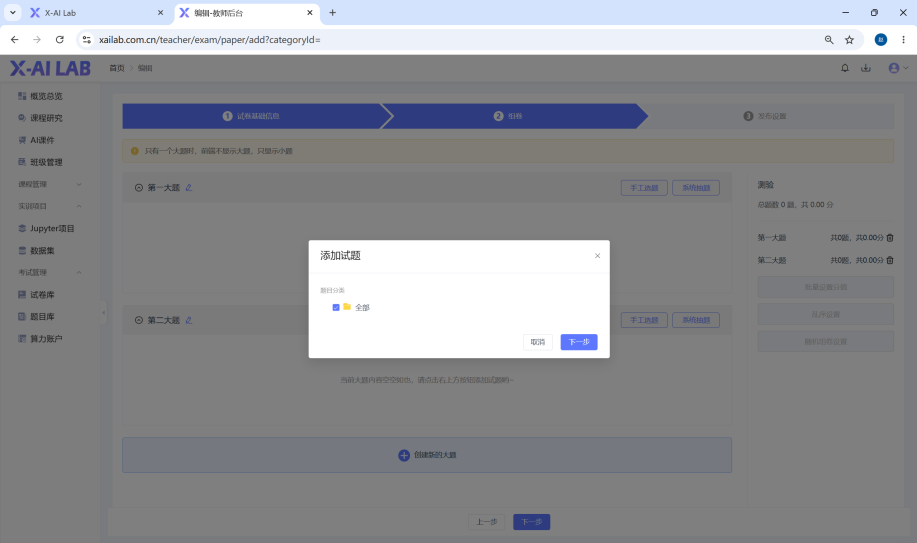 X-AI Lab
编辑-教师后台
xailab.com.cn/teacher/exam/paper/add?categoryId=
X-AI LAB
首页 > 编辑
概览总览
课程研究
AI课件
班级管理
课程管理
实训项目
Jupyter项目
数据集
考试管理
试卷库
题目库
算力账户
1 试卷基础信息
2 组卷
3 发布设置
只有一个大题时，前端不显示大题，只显示小题
第一大题
手工选题
系统抽题
第二大题
手工选题
系统抽题
当前大题内容空空如也，请点击右上方按钮添加试题哟~
创建新的大题
上一步
下一步
测验
总题数 0 题，共 0.00 分
第一大题 共0题，共0.00分
第二大题 共0题，共0.00分
批量设置分数
乱序设置
添加试题
题目分类
全部
取消
下一步